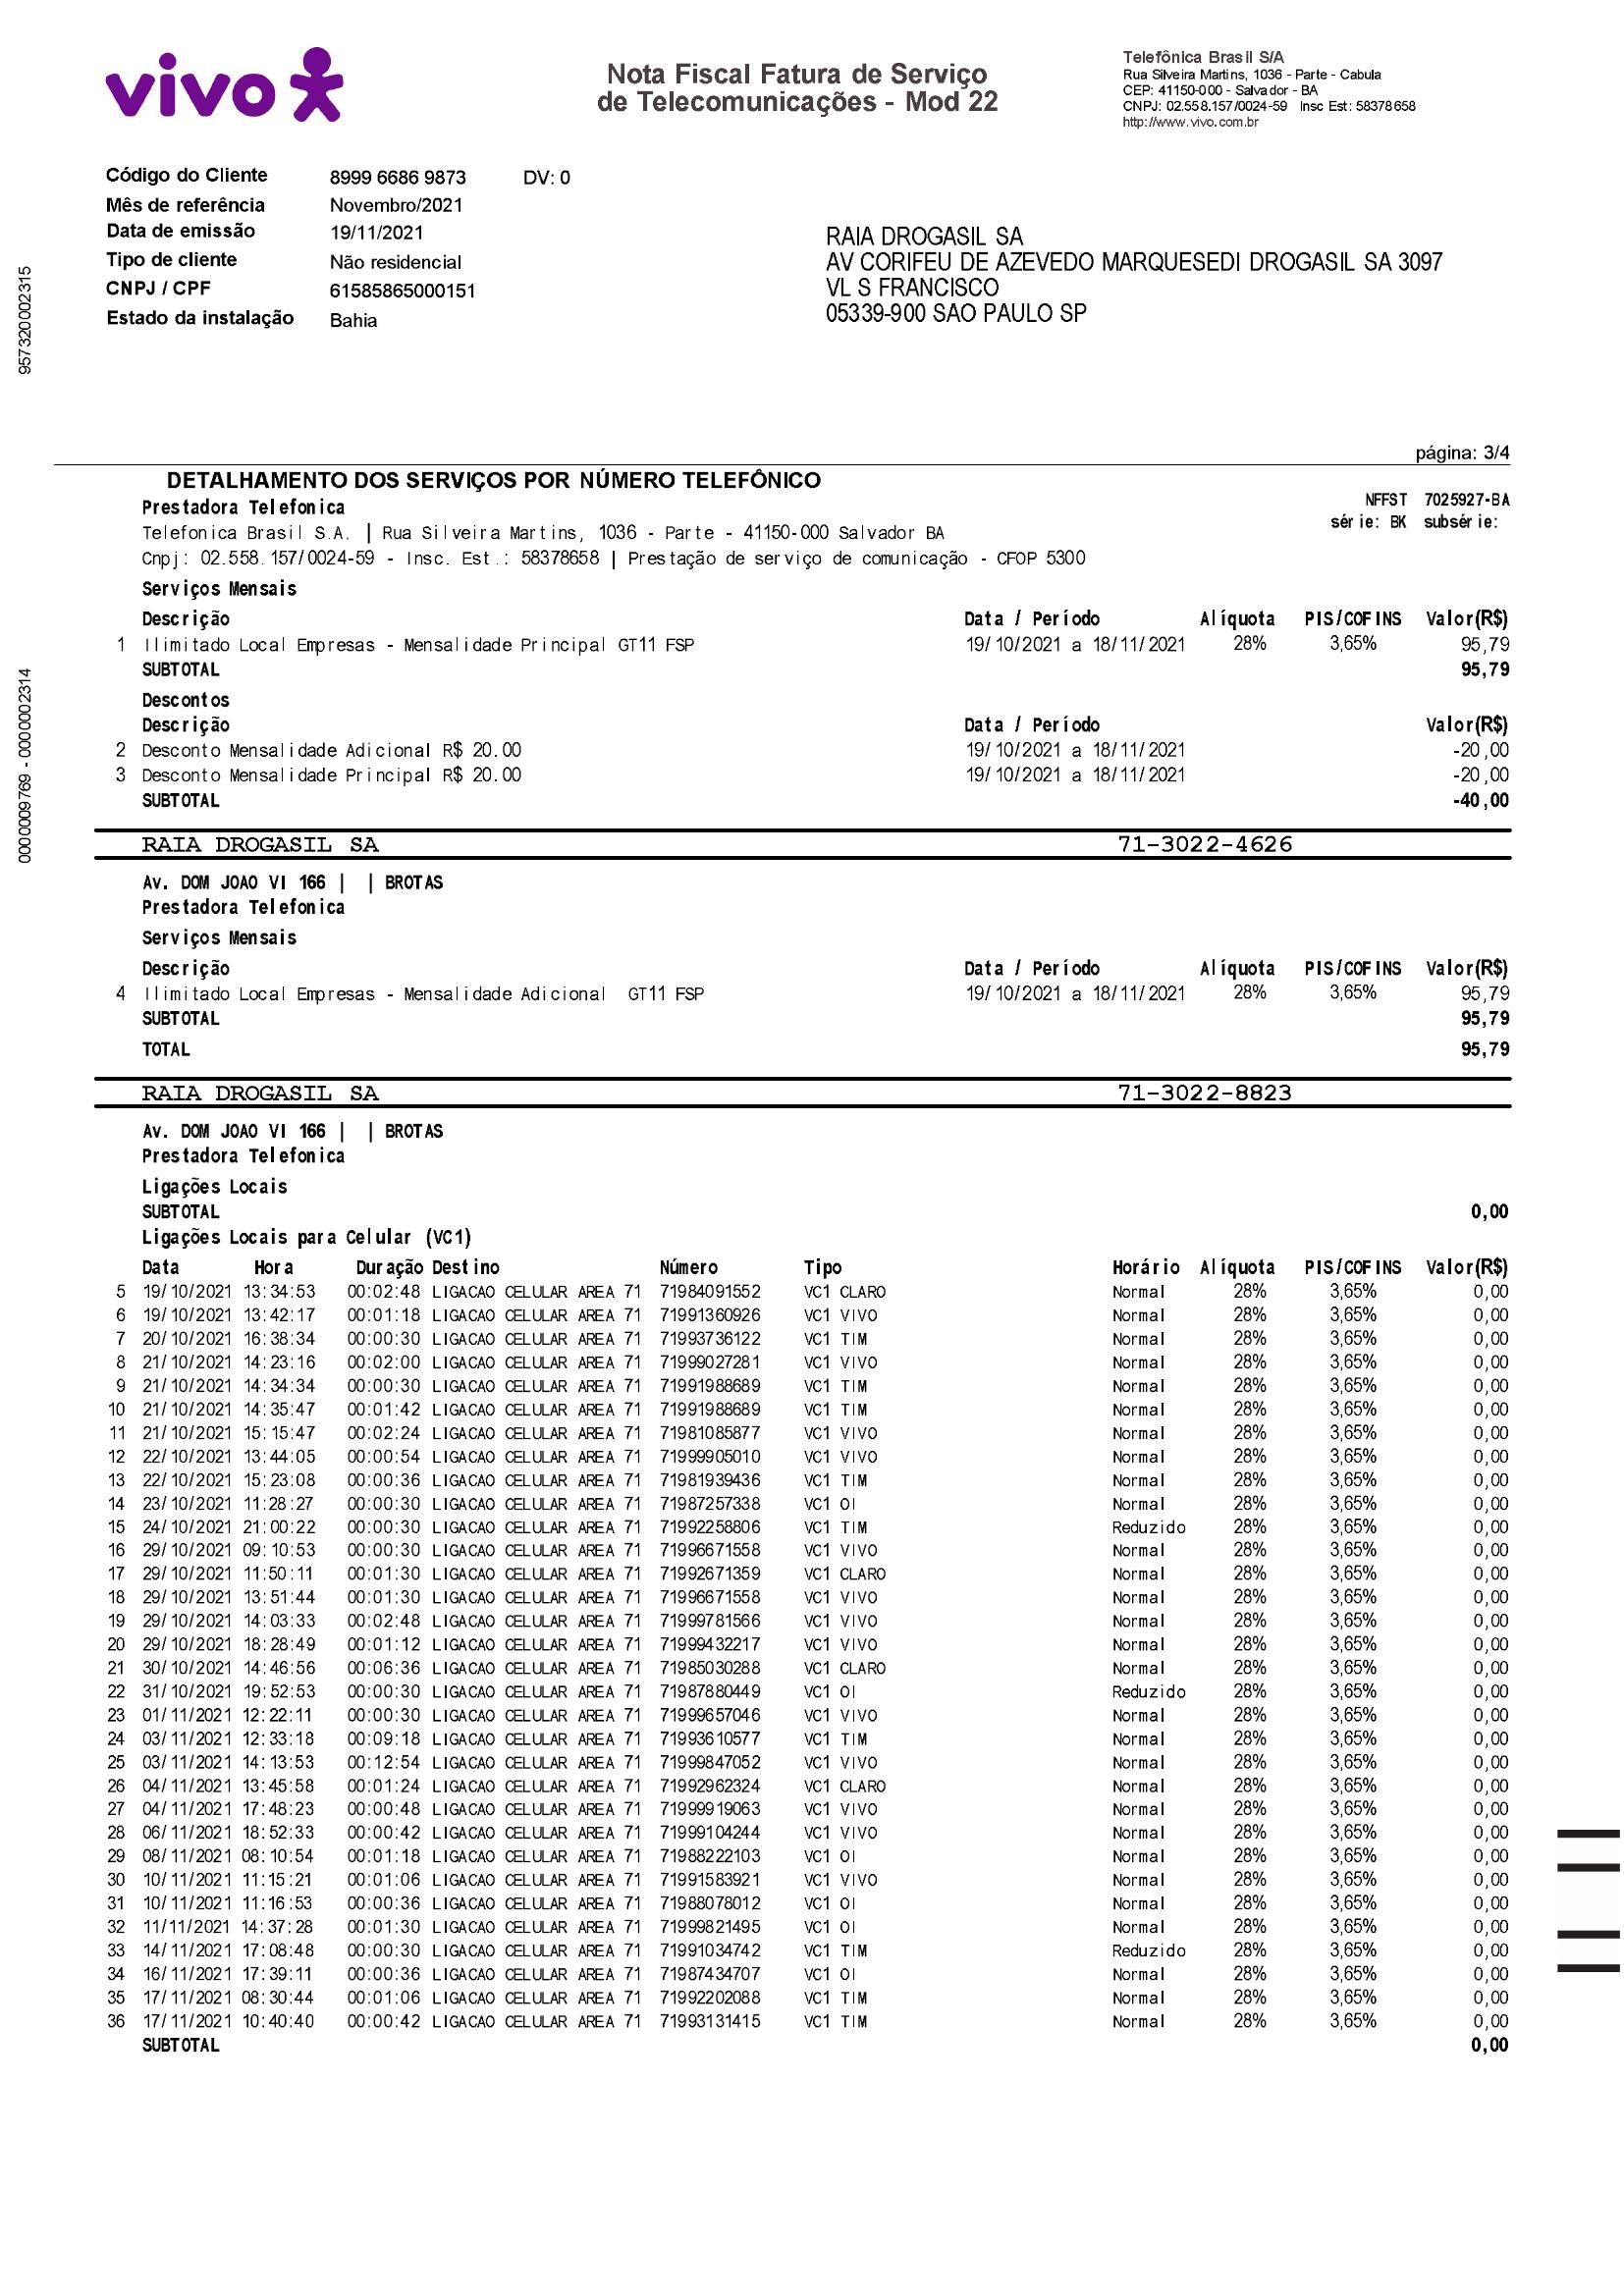 vivo
Nota Fiscal Fatura de Serviço
de Telecomunicações - Mod 22
Telefônica Brasil S/A
Rua Silveira Martins, 1036 - Parte - Cabula
CEP: 41150-000 - Salvador - BA
CNPJ: 02.558.157/0024-59 Insc Est: 58378658
http://www.vivo.com.br
Código do Cliente 8999 6686 9873 DV: 0
Mês de referência Novembro/2021
Data de emissão 19/11/2021
Tipo de cliente Não residencial
CNPJ / CPF 61585865000151
Estado da instalação Bahia
RAIA DROGASIL SA
AV CORIFEU DE AZEVEDO MARQUESEDI DROGASIL SA 3097
VL S FRANCISCO
05339-900 SAO PAULO SP
957320002315
0000009769 - 0000002314
página: 3/4
DETALHAMENTO DOS SERVIÇOS POR NÚMERO TELEFÔNICO
Prestadora Telefonica NFFST 7025927-BA
série: BK subsérie:
Telefonica Brasil S.A. | Rua Silveira Martins, 1036 - Parte - 41150-000 Salvador BA
Cnpj: 02.558.157/0024-59 - Insc. Est.: 58378658 | Prestação de serviço de comunicação - CFOP 5300
Serviços Mensais
Descrição Data / Período Alíquota PIS/COFINS Valor(R$)
1 Ilimitado Local Empresas - Mensalidade Principal GT11 FSP 19/10/2021 a 18/11/2021 28% 3,65% 95,79
SUBTOTAL 95,79
Descontos
Descrição Data / Período Valor(R$)
2 Desconto Mensalidade Adicional R$ 20.00 19/10/2021 a 18/11/2021 -20,00
3 Desconto Mensalidade Principal R$ 20.00 19/10/2021 a 18/11/2021 -20,00
SUBTOTAL -40,00
RAIA DROGASIL SA 71-3022-4626
Av. DOM JOAO VI 166 | | BROTAS
Prestadora Telefonica
Serviços Mensais
Descrição Data / Período Alíquota PIS/COFINS Valor(R$)
4 Ilimitado Local Empresas - Mensalidade Adicional GT11 FSP 19/10/2021 a 18/11/2021 28% 3,65% 95,79
SUBTOTAL 95,79
TOTAL 95,79
RAIA DROGASIL SA 71-3022-8823
Av. DOM JOAO VI 166 | | BROTAS
Prestadora Telefonica
Ligações Locais
SUBTOTAL 0,00
Ligações Locais para Celular (VC1)
Data Hora Duração Destino Número Tipo Horário Alíquota PIS/COFINS Valor(R$)
5 19/10/2021 13:34:53 00:02:48 LIGACAO CELULAR AREA 71 71984091552 VC1 CLARO Normal 28% 3,65% 0,00
6 19/10/2021 13:42:17 00:01:18 LIGACAO CELULAR AREA 71 71991360926 VC1 VIVO Normal 28% 3,65% 0,00
7 20/10/2021 16:38:34 00:00:30 LIGACAO CELULAR AREA 71 71993736122 VC1 TIM Normal 28% 3,65% 0,00
8 21/10/2021 14:23:16 00:02:00 LIGACAO CELULAR AREA 71 71999027281 VC1 VIVO Normal 28% 3,65% 0,00
9 21/10/2021 14:34:34 00:00:30 LIGACAO CELULAR AREA 71 71991988689 VC1 TIM Normal 28% 3,65% 0,00
10 21/10/2021 14:35:47 00:01:42 LIGACAO CELULAR AREA 71 71991988689 VC1 TIM Normal 28% 3,65% 0,00
11 21/10/2021 15:15:47 00:02:24 LIGACAO CELULAR AREA 71 71981085877 VC1 VIVO Normal 28% 3,65% 0,00
12 22/10/2021 13:44:05 00:00:54 LIGACAO CELULAR AREA 71 71999905010 VC1 VIVO Normal 28% 3,65% 0,00
13 22/10/2021 15:23:08 00:00:36 LIGACAO CELULAR AREA 71 71981939436 VC1 TIM Normal 28% 3,65% 0,00
14 23/10/2021 11:28:27 00:00:30 LIGACAO CELULAR AREA 71 71987257338 VC1 OI Normal 28% 3,65% 0,00
15 24/10/2021 21:00:22 00:00:30 LIGACAO CELULAR AREA 71 71992258806 VC1 TIM Reduzido 28% 3,65% 0,00
16 29/10/2021 09:10:53 00:00:30 LIGACAO CELULAR AREA 71 71996671558 VC1 VIVO Normal 28% 3,65% 0,00
17 29/10/2021 11:50:11 00:01:30 LIGACAO CELULAR AREA 71 71992671359 VC1 CLARO Normal 28% 3,65% 0,00
18 29/10/2021 13:51:44 00:01:30 LIGACAO CELULAR AREA 71 71996671558 VC1 VIVO Normal 28% 3,65% 0,00
19 29/10/2021 14:03:33 00:02:48 LIGACAO CELULAR AREA 71 71999781566 VC1 VIVO Normal 28% 3,65% 0,00
20 29/10/2021 18:28:49 00:01:12 LIGACAO CELULAR AREA 71 71999432217 VC1 VIVO Normal 28% 3,65% 0,00
21 30/10/2021 14:46:56 00:06:36 LIGACAO CELULAR AREA 71 71985030288 VC1 CLARO Normal 28% 3,65% 0,00
22 31/10/2021 19:52:53 00:00:30 LIGACAO CELULAR AREA 71 71987880449 VC1 OI Reduzido 28% 3,65% 0,00
23 01/11/2021 12:22:11 00:00:30 LIGACAO CELULAR AREA 71 71999657046 VC1 VIVO Normal 28% 3,65% 0,00
24 03/11/2021 12:33:18 00:09:18 LIGACAO CELULAR AREA 71 71993610577 VC1 TIM Normal 28% 3,65% 0,00
25 03/11/2021 14:13:53 00:12:54 LIGACAO CELULAR AREA 71 71999847052 VC1 VIVO Normal 28% 3,65% 0,00
26 04/11/2021 13:45:58 00:01:24 LIGACAO CELULAR AREA 71 71992962324 VC1 CLARO Normal 28% 3,65% 0,00
27 04/11/2021 17:48:23 00:00:48 LIGACAO CELULAR AREA 71 71999919063 VC1 VIVO Normal 28% 3,65% 0,00
28 06/11/2021 18:52:33 00:00:42 LIGACAO CELULAR AREA 71 71999104244 VC1 VIVO Normal 28% 3,65% 0,00
29 08/11/2021 08:10:54 00:01:18 LIGACAO CELULAR AREA 71 71988222103 VC1 OI Normal 28% 3,65% 0,00
30 10/11/2021 11:15:21 00:01:06 LIGACAO CELULAR AREA 71 71991583921 VC1 VIVO Normal 28% 3,65% 0,00
31 10/11/2021 11:16:53 00:00:36 LIGACAO CELULAR AREA 71 71988078012 VC1 OI Normal 28% 3,65% 0,00
32 11/11/2021 14:37:28 00:01:30 LIGACAO CELULAR AREA 71 71999821495 VC1 OI Normal 28% 3,65% 0,00
33 14/11/2021 17:08:48 00:00:30 LIGACAO CELULAR AREA 71 71991034742 VC1 TIM Reduzido 28% 3,65% 0,00
34 16/11/2021 17:39:11 00:00:36 LIGACAO CELULAR AREA 71 71987434707 VC1 OI Normal 28% 3,65% 0,00
35 17/11/2021 08:30:44 00:01:06 LIGACAO CELULAR AREA 71 71992202088 VC1 TIM Normal 28% 3,65% 0,00
36 17/11/2021 10:40:40 00:00:42 LIGACAO CELULAR AREA 71 71993131415 VC1 TIM Normal 28% 3,65% 0,00
SUBTOTAL 0,00